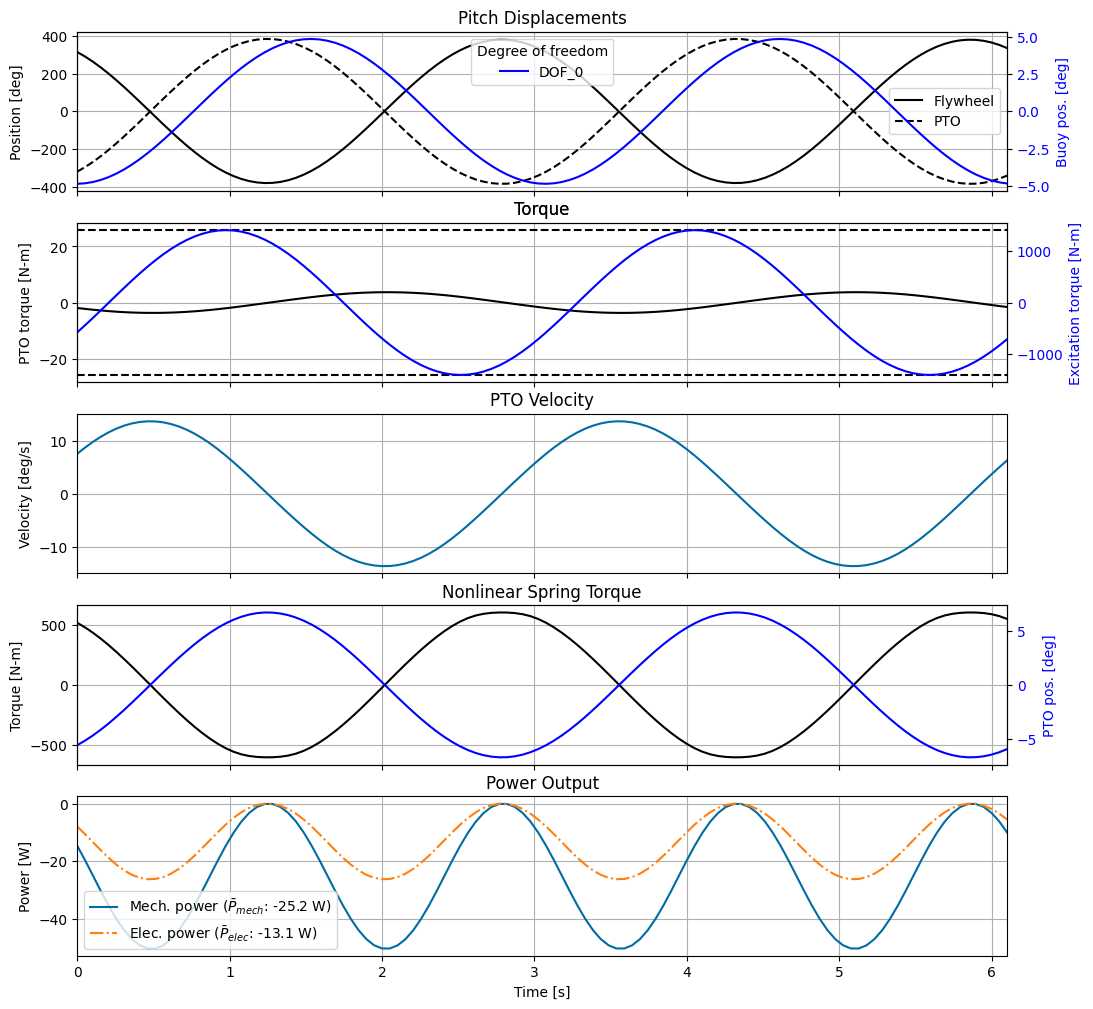 Pitch Displacements
400
200
0
−200
−400
Position [deg]
Degree of freedom
DOF_0
Flywheel
PTO
5.0
2.5
0.0
−2.5
−5.0
Buoy pos. [deg]
Torque
20
0
−20
PTO torque [N-m]
1000
0
−1000
Excitation torque [N-m]
PTO Velocity
10
0
−10
Velocity [deg/s]
Nonlinear Spring Torque
500
0
−500
Torque [N-m]
5
0
−5
PTO pos. [deg]
Power Output
0
−20
−40
Power [W]
Mech. power (P̄mech: -25.2 W)
Elec. power (P̄elec: -13.1 W)
0 1 2 3 4 5 6
Time [s]